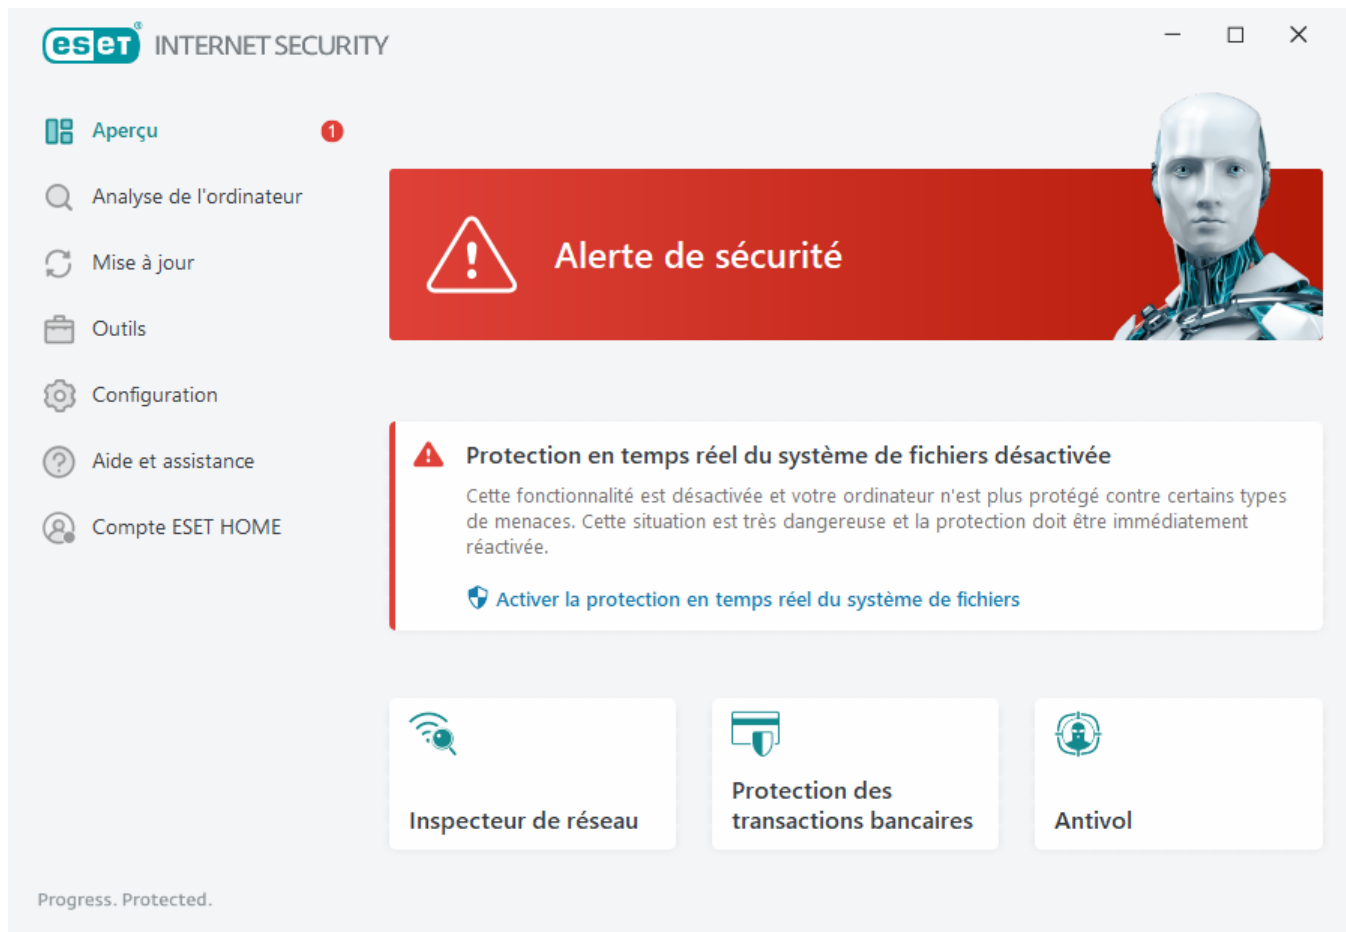 eseT® INTERNET SECURITY
Aperçu 1
Analyse de l'ordinateur
Mise à jour
Outils
Configuration
Aide et assistance
Compte ESET HOME
Alerte de sécurité
Protection en temps réel du système de fichiers désactivée
Cette fonctionnalité est désactivée et votre ordinateur n'est plus protégé contre certains types
de menaces. Cette situation est très dangereuse et la protection doit être immédiatement
réactivée.
Activer la protection en temps réel du système de fichiers
Inspecteur de réseau
Protection des
transactions bancaires
Antivol
Progress. Protected.